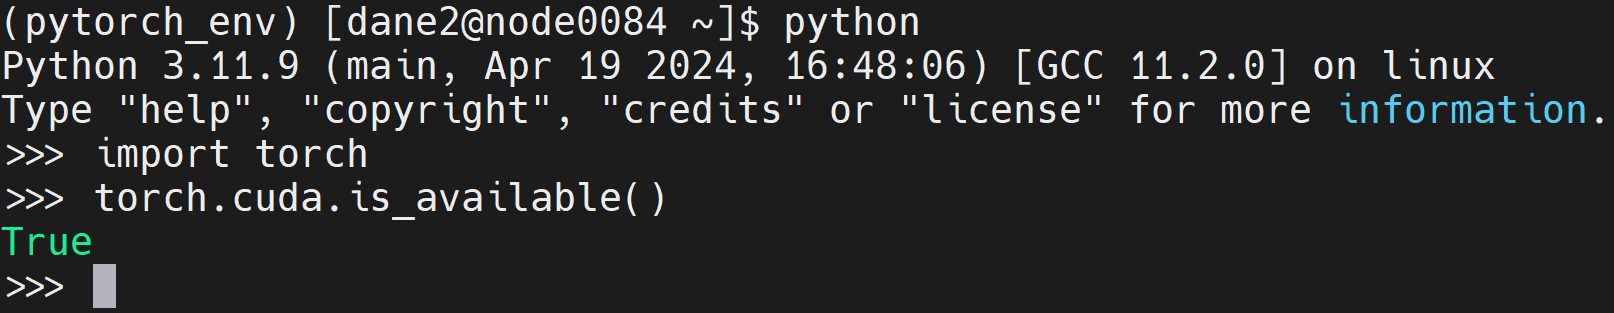 (pytorch_env) [dane2@node0084 ~]$ python
Python 3.11.9 (main, Apr 19 2024, 16:48:06) [GCC 11.2.0] on linux
Type "help", "copyright", "credits" or "license" for more information.
>>> import torch
>>> torch.cuda.is_available()
True
>>>